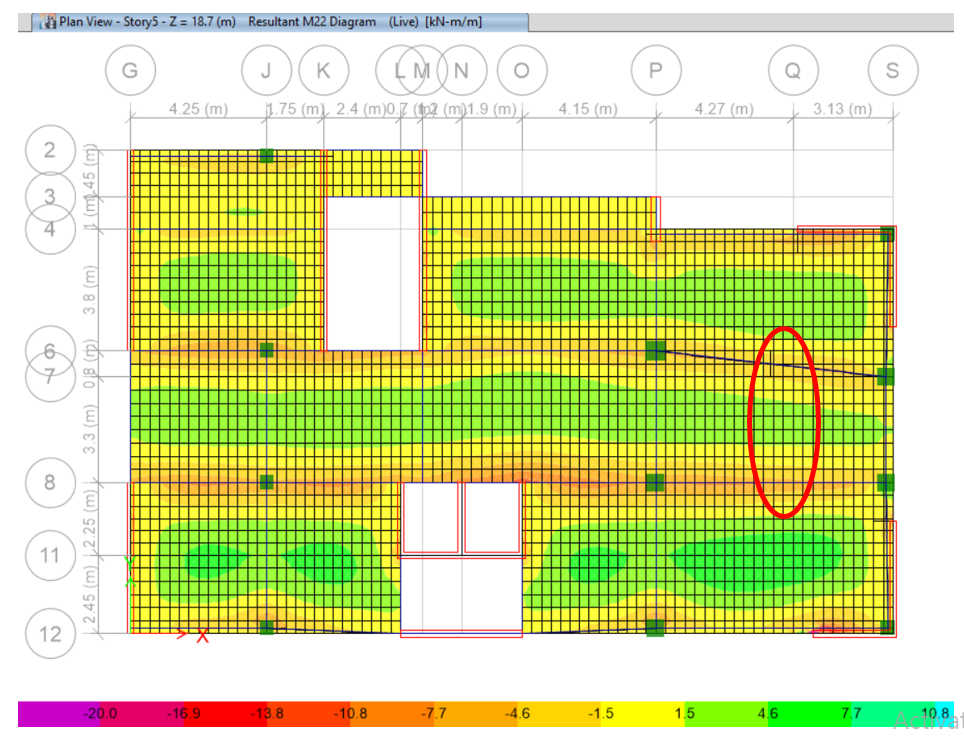 Plan View - Story5 - Z = 18.7 (m) Resultant M22 Diagram (Live) [kN-m/m]
G J K L M N O P Q S
4.25 (m) 1.75 (m) 2.4 (m) 0.7 (m) 1.9 (m) 4.15 (m) 4.27 (m) 3.13 (m)
2
3
4
3.8 (m)
6
0.8 (m)
7
3.3 (m)
8
2.25 (m)
11
2.45 (m)
12
X
-20.0 -16.9 -13.8 -10.8 -7.7 -4.6 -1.5 1.5 4.6 7.7 10.8